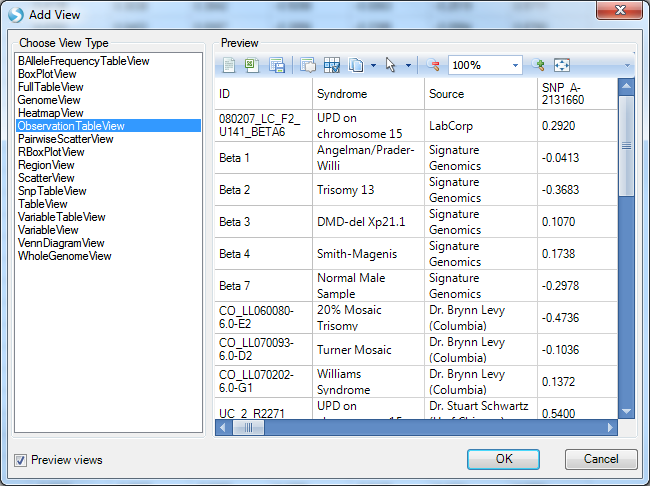 Add View
Choose View Type
BAlleleFrequencyTableView
BoxPlotView
FullTableView
GenomeView
HeatmapView
ObservationTableView
PairwiseScatterView
RBoxPlotView
RegionView
ScatterView
SnpTableView
TableView
VariableTableView
VariableView
VennDiagramView
WholeGenomeView
Preview
100%
ID Syndrome Source SNP_A-
2131660
080207_LC_F2_
U141_BETA6 UPD on
chromosome 15 LabCorp 0.2920
Beta 1 Angelman/Prader-
Willi Signature
Genomics -0.0413
Beta 2 Trisomy 13 Signature
Genomics -0.3683
Beta 3 DMD-del Xp21.1 Signature
Genomics 0.1070
Beta 4 Smith-Magenis Signature
Genomics 0.1738
Beta 7 Normal Male
Sample Signature
Genomics -0.2978
CO_LL060080-
6.0-E2 20% Mosaic
Trisomy Dr. Brynn Levy
(Columbia) -0.4736
CO_LL070093-
6.0-D2 Turner Mosaic Dr. Brynn Levy
(Columbia) -0.1036
CO_LL070202-
6.0-G1 Williams
Syndrome Dr. Brynn Levy
(Columbia) 0.1372
UC_2_R2271 UPD on Dr. Stuart Schwartz 0.5400
Preview views
OK
Cancel